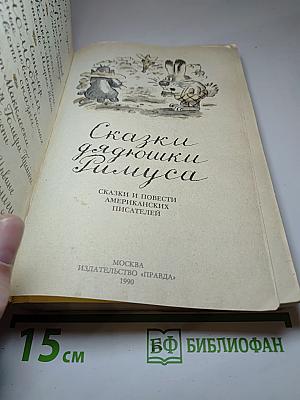 Сказки
дядюшки
Римуса
СКАЗКИ И ПОВЕСТИ
АМЕРИКАНСКИХ
ПИСАТЕЛЕЙ
МОСКВА
ИЗДАТЕЛЬСТВО «ПРАВДА»
1990
15 см
БФ БИБЛИОФАН